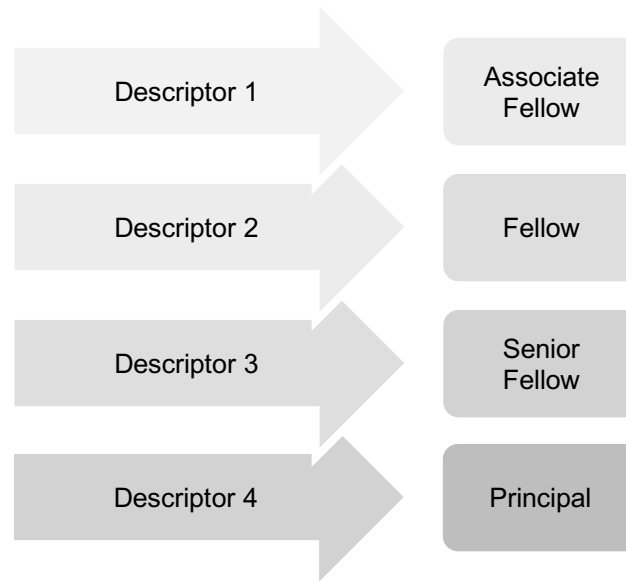 Descriptor 1
Associate
Fellow
Descriptor 2
Fellow
Descriptor 3
Senior
Fellow
Descriptor 4
Principal